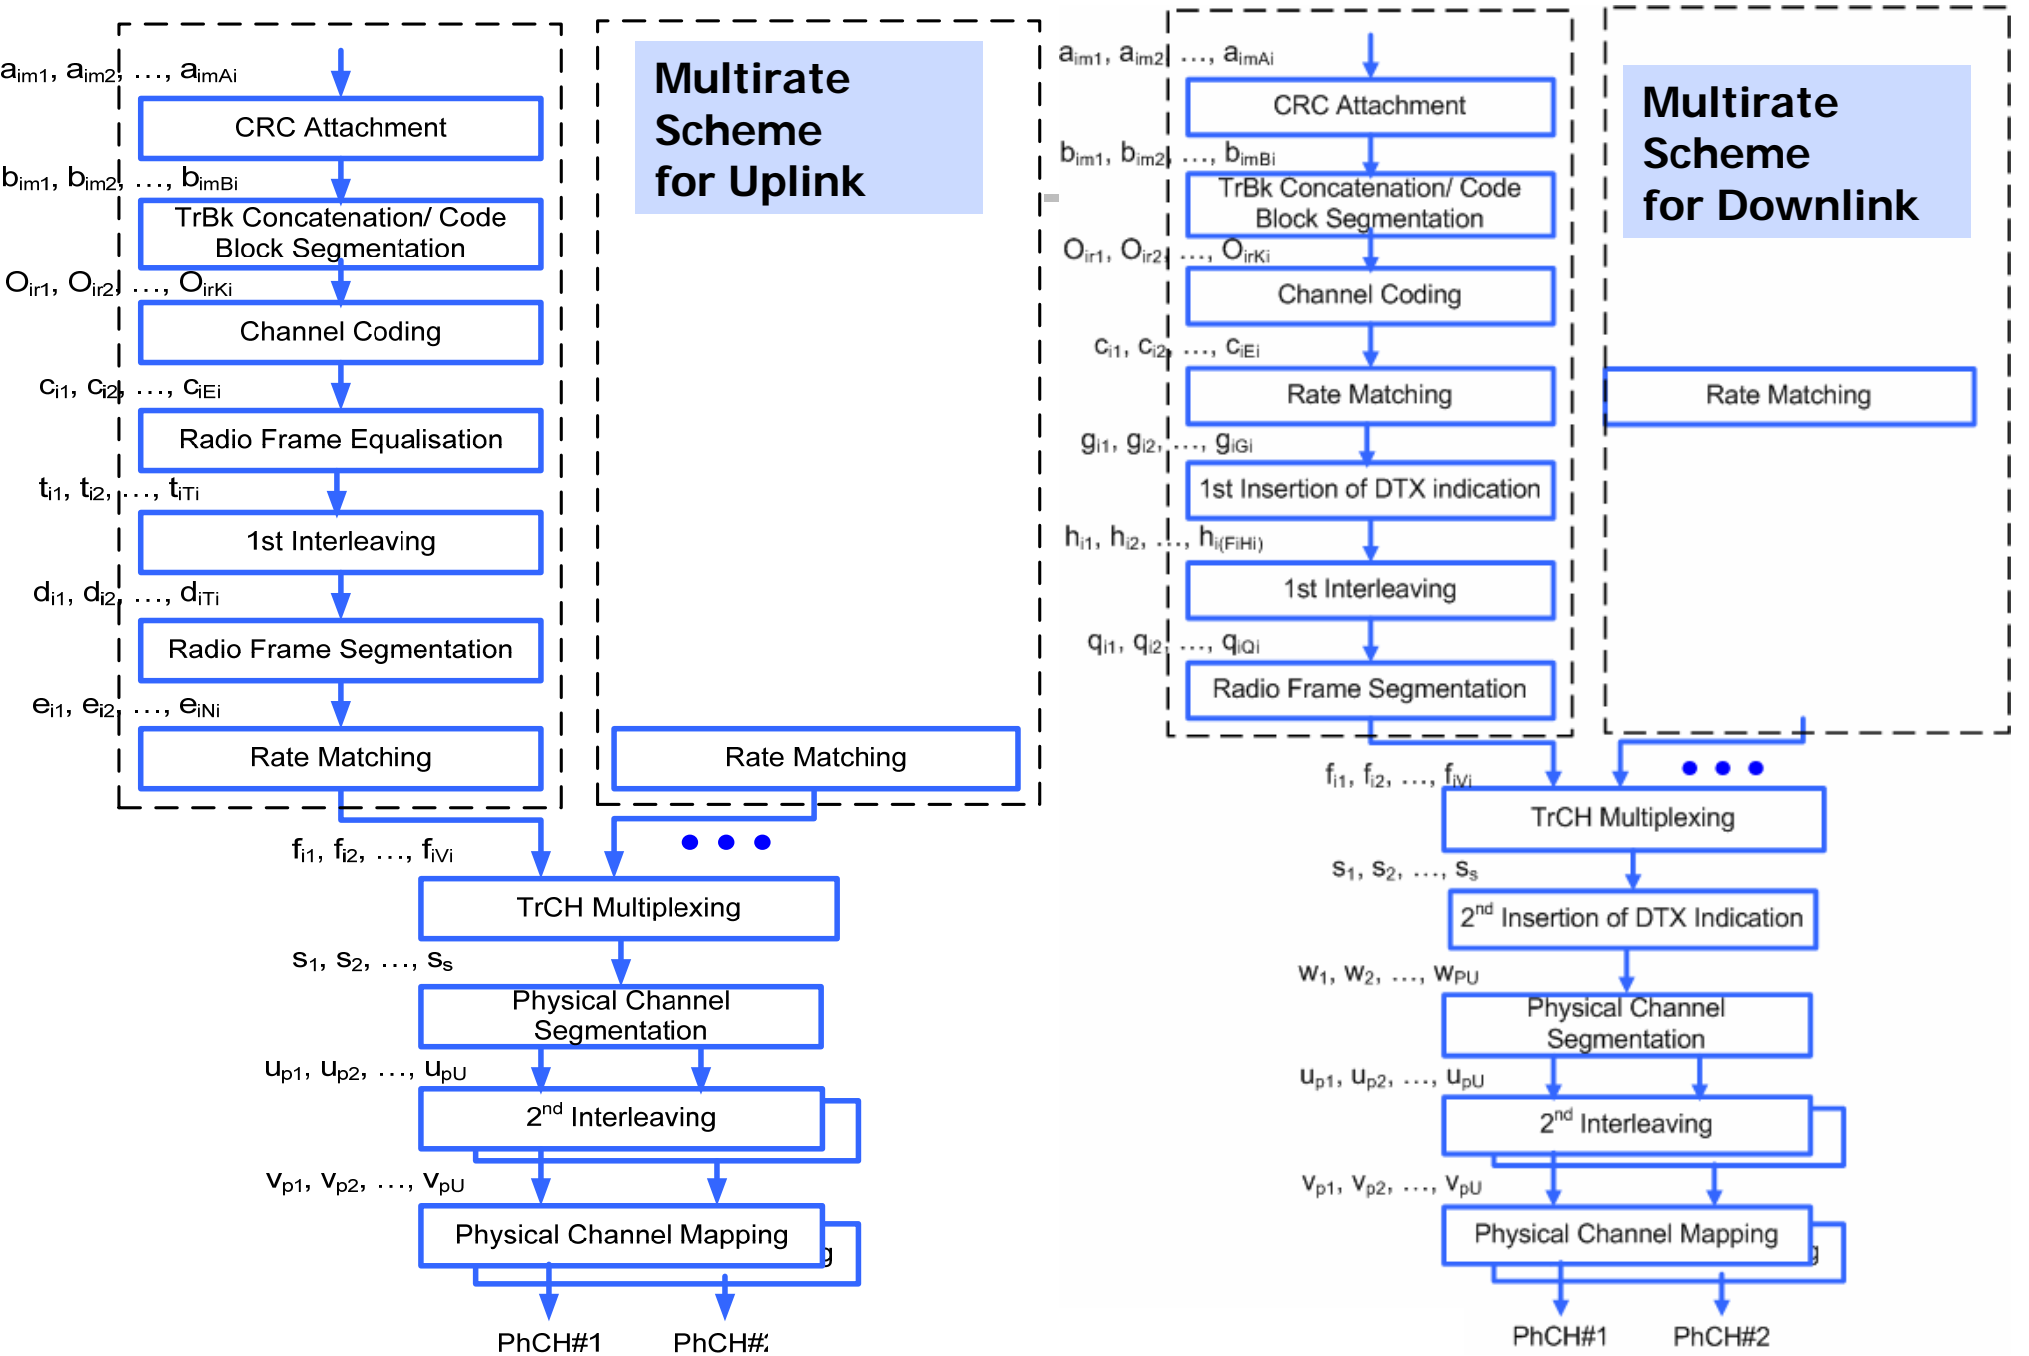 Multirate
Scheme
for Uplink
aim1, aim2, …, aimAi
CRC Attachment
bim1, bim2, …, bimBi
TrBk Concatenation/ Code
Block Segmentation
Oir1, Oir2, …, OirKi
Channel Coding
ci1, ci2, …, ciEi
Radio Frame Equalisation
ti1, ti2, …, tiTi
1st Interleaving
di1, di2, …, diTi
Radio Frame Segmentation
ei1, ei2, …, eiNi
Rate Matching
Rate Matching
fi1, fi2, …, fiVi
TrCH Multiplexing
s1, s2, …, ss
Physical Channel
Segmentation
up1, up2, …, upU
2nd Interleaving
vp1, vp2, …, vpU
Physical Channel Mapping
g
PhCH#1
PhCH#2
Multirate
Scheme
for Downlink
aim1, aim2, …, aimAi
CRC Attachment
bim1, bim2, …, bimBi
TrBk Concatenation/ Code
Block Segmentation
Oir1, Oir2, …, OirKi
Channel Coding
ci1, ci2, …, ciEi
Rate Matching
Rate Matching
gi1, gi2, …, giGi
1st Insertion of DTX indication
hi1, hi2, …, hi(FiHi)
1st Interleaving
qi1, qi2, …, qiQi
Radio Frame Segmentation
fi1, fi2, …, fiVi
TrCH Multiplexing
s1, s2, …, ss
2nd Insertion of DTX Indication
w1, w2, …, wPU
Physical Channel
Segmentation
up1, up2, …, upU
2nd Interleaving
vp1, vp2, …, vpU
Physical Channel Mapping
g
PhCH#1
PhCH#2